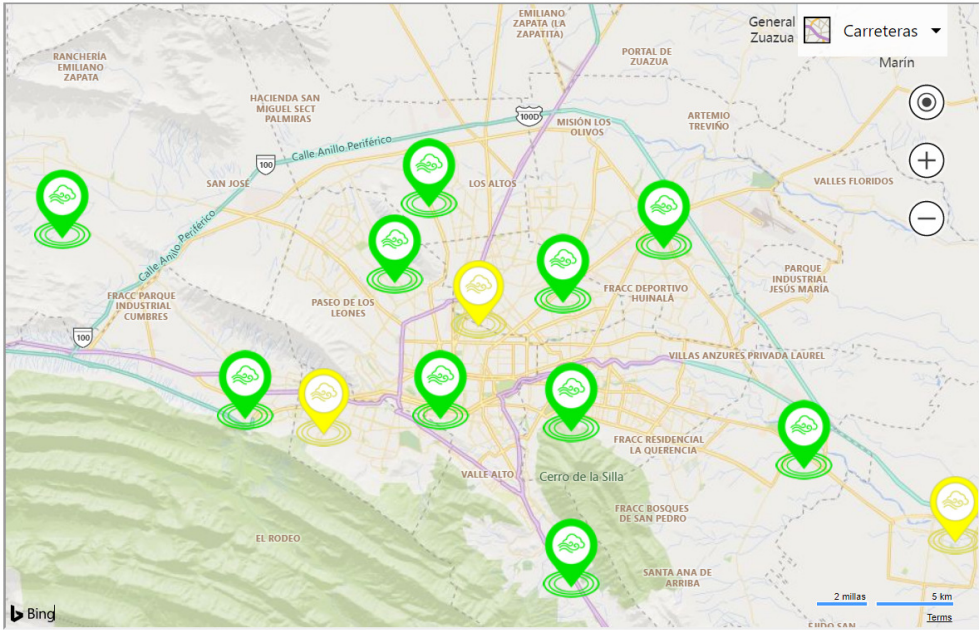 EMILIANO
ZAPATA (LA
ZAPATITA)
General
Zuazua
Carreteras
RANCHERÍA
EMILIANO
ZAPATA
PORTAL DE
ZUAZUA
Marín
HACIENDA SAN
MIGUEL SECT
PALMIRAS
100D
MISIÓN LOS
OLIVOS
ARTEMIO
TREVIÑO
Calle Anillo Periférico
100
SAN JOSÉ
LOS ALTOS
VALLES FLORIDOS
Calle Anillo Periférico
FRACC PARQUE
INDUSTRIAL
CUMBRES
PASEO DE LOS
LEONES
FRACC DEPORTIVO
HUINALÁ
PARQUE
INDUSTRIAL
JESÚS MARÍA
100
VILLAS ANZURES PRIVADA LAUREL
FRACC RESIDENCIAL
LA QUERENCIA
VALLE ALTO
Cerro de la Silla
FRACC BOSQUES
DE SAN PEDRO
EL RODEO
SANTA ANA DE
ARRIBA
2 millas
5 km
Bing
Terms
EJIDO SAN